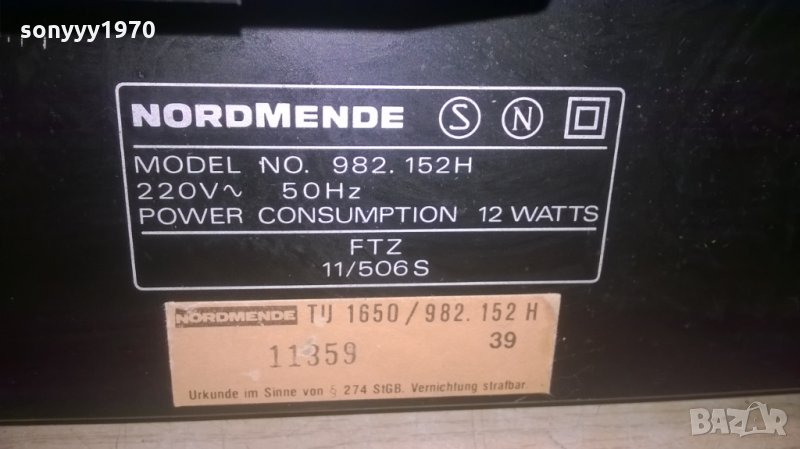 sonyyy1970
NORDMENDE S N
MODEL NO. 982.152H
220V~ 50Hz
POWER CONSUMPTION 12 WATTS
FTZ
11/506S
NORDMENDE TU 1650/982.152 H
11359 39
Urkunde im Sinne von § 274 StGB. Vernichtung strafbar.
BAZAR